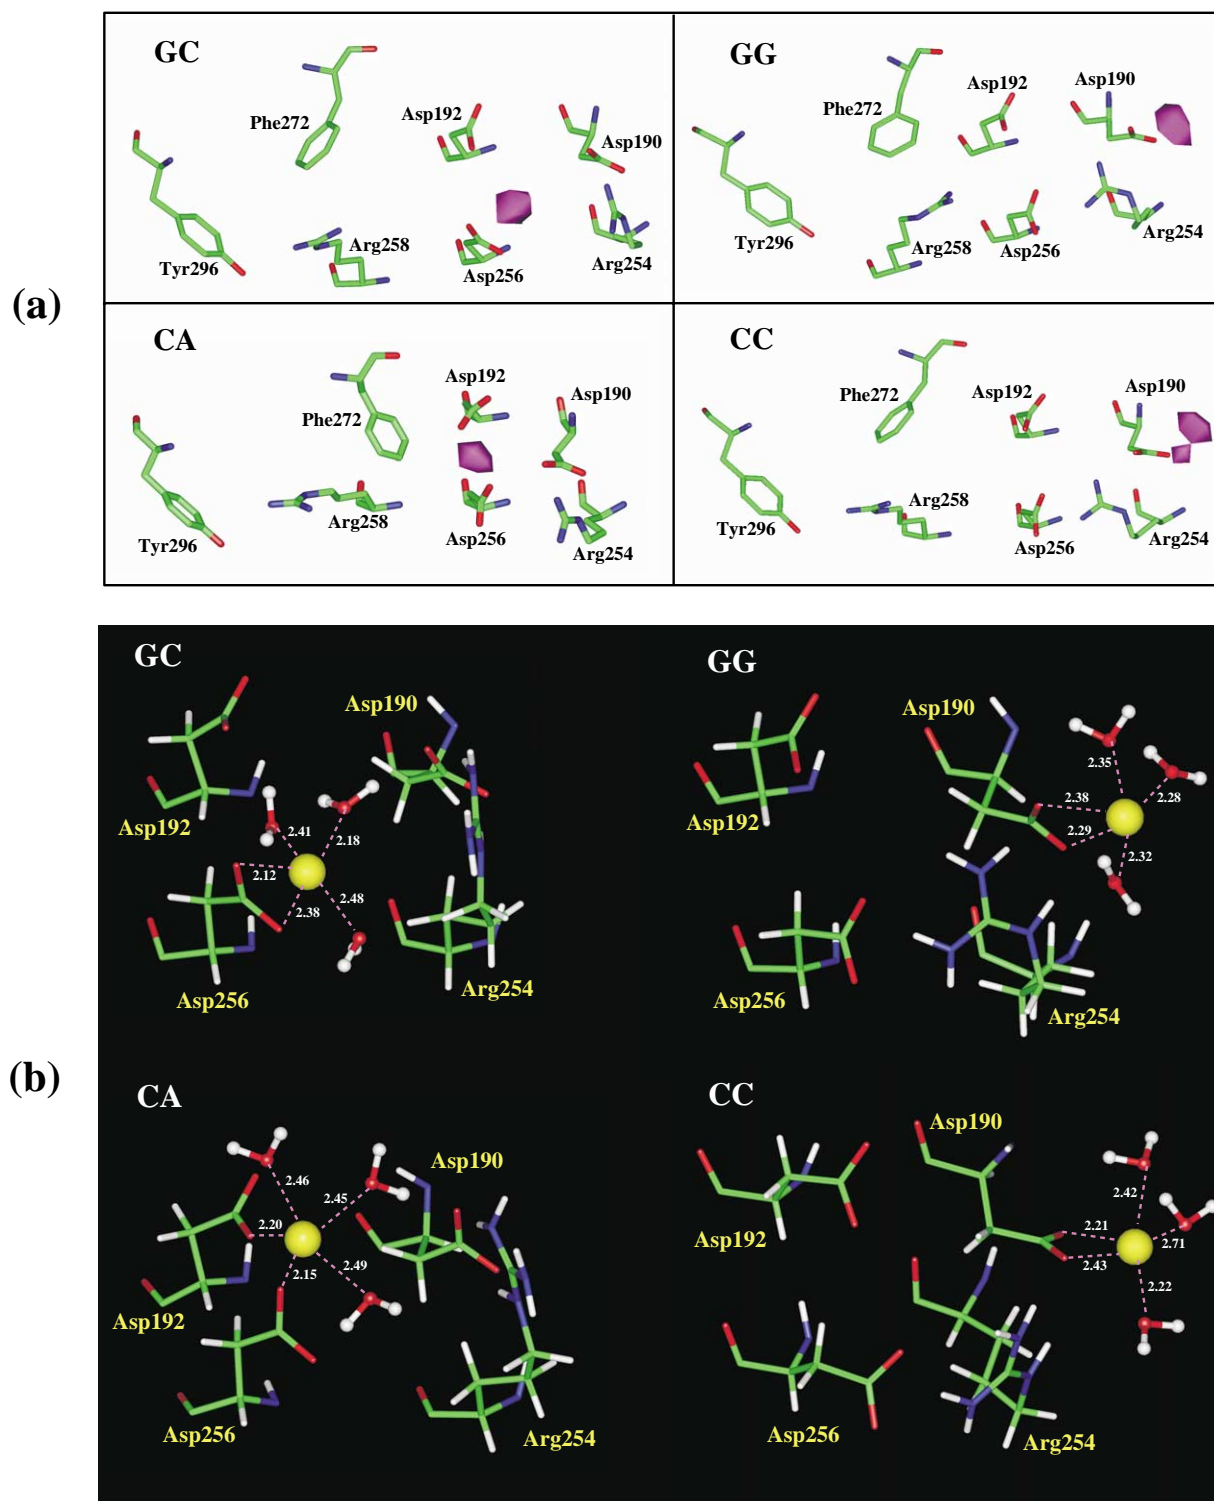 (a)
GC
Phe272
Asp192
Asp190
Tyr296
Arg258
Asp256
Arg254
GG
Phe272
Asp192
Asp190
Tyr296
Arg258
Asp256
Arg254
CA
Phe272
Asp192
Asp190
Tyr296
Arg258
Asp256
Arg254
CC
Phe272
Asp192
Asp190
Tyr296
Arg258
Asp256
Arg254
(b)
GC
Asp190
Asp192
2.41
2.18
2.12
2.38
2.48
Asp256
Arg254
GG
Asp190
2.35
2.28
2.38
2.29
2.32
Asp192
Asp256
Arg254
CA
Asp190
2.46
2.45
2.20
2.15
2.49
Asp192
Asp256
Arg254
CC
Asp190
2.42
2.21
2.71
2.43
2.22
Asp192
Asp256
Arg254